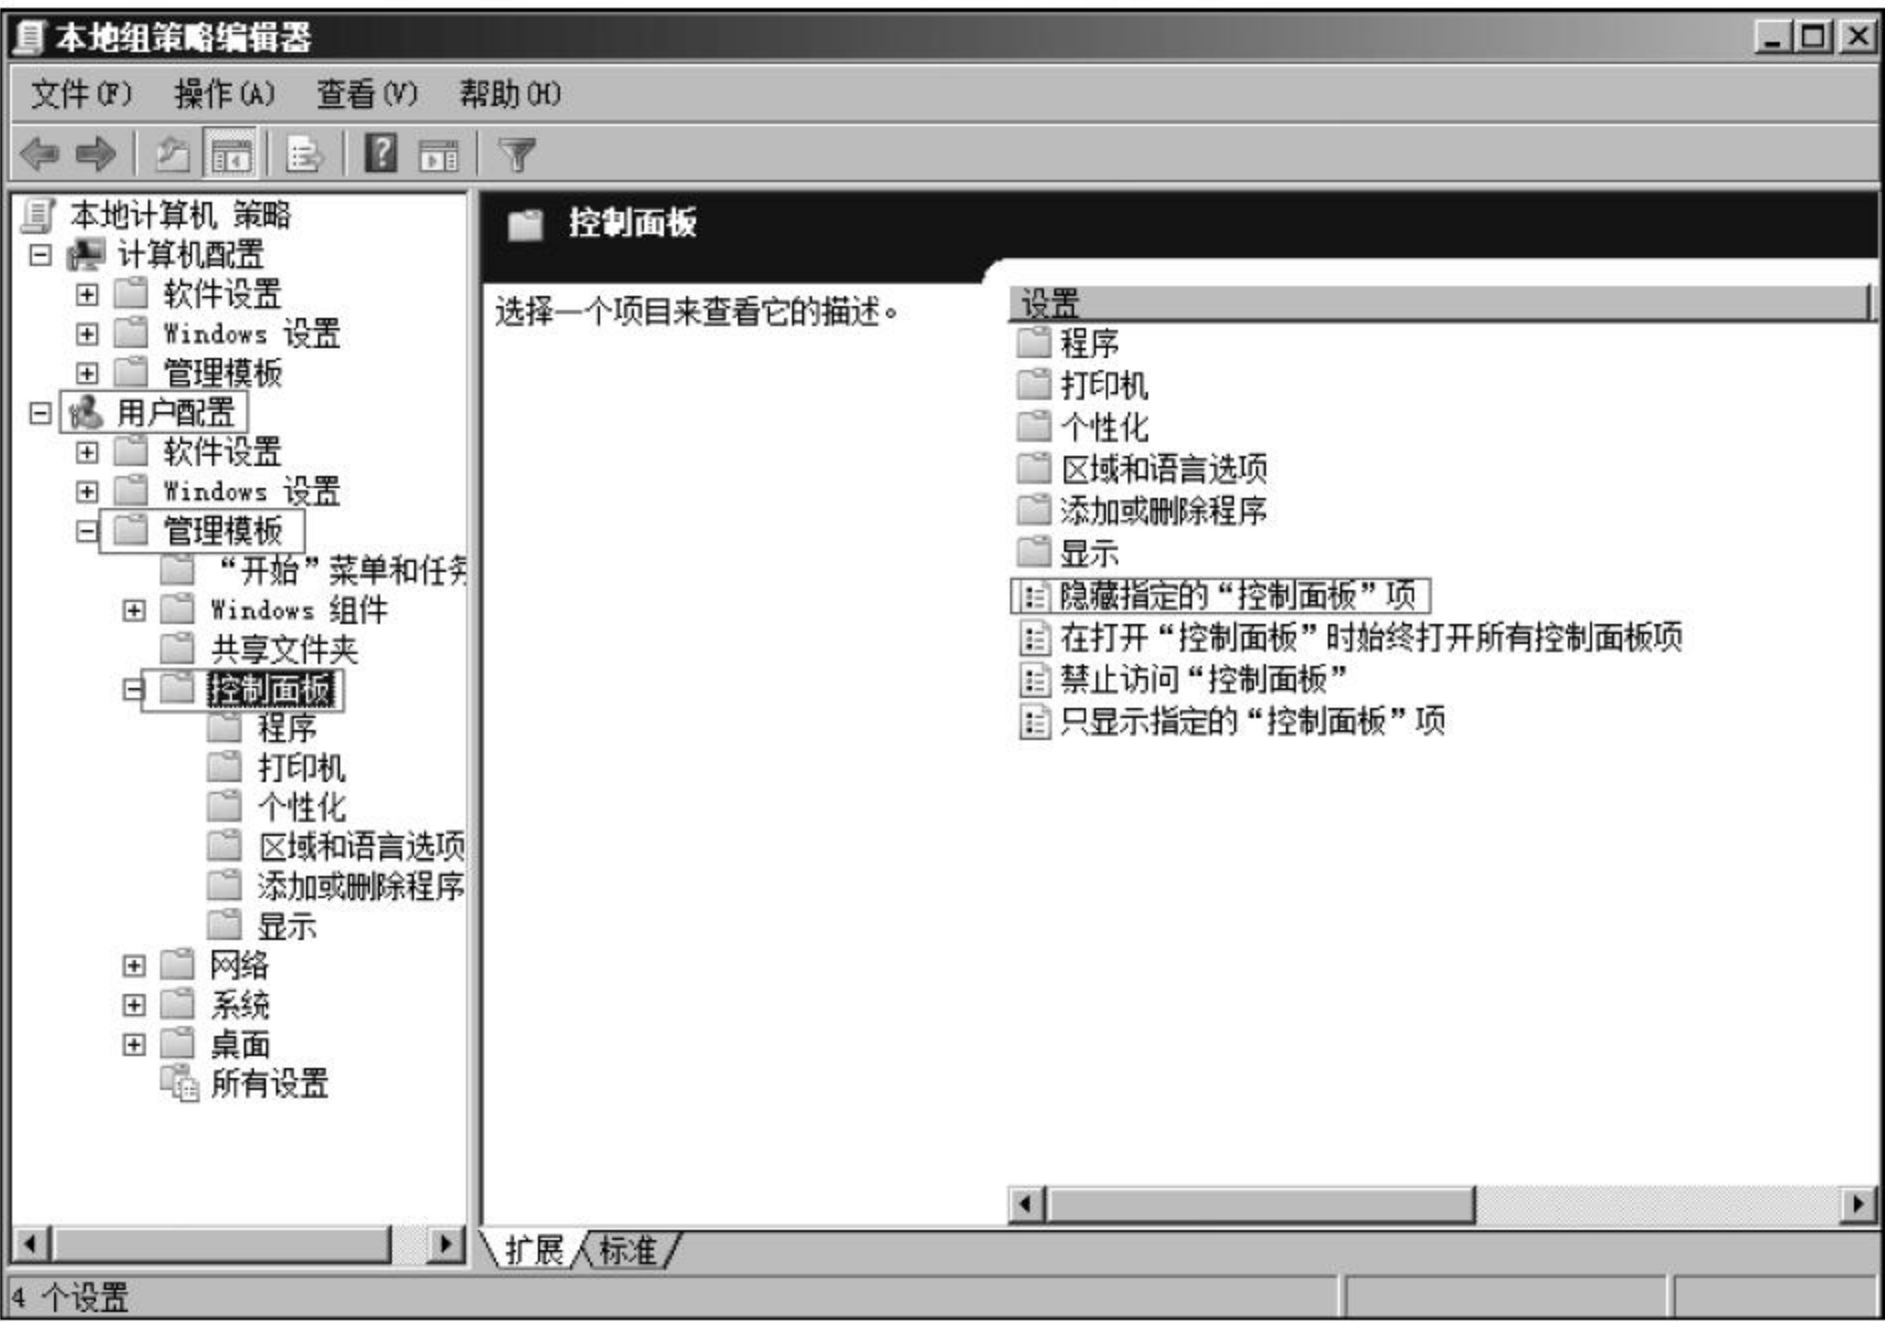 本地组策略编辑器
文件(F) 操作(A) 查看(V) 帮助(H)
本地计算机 策略
计算机配置
软件设置
Windows 设置
管理模板
用户配置
软件设置
Windows 设置
管理模板
“开始”菜单和任务
Windows 组件
共享文件夹
控制面板
程序
打印机
个性化
区域和语言选项
添加或删除程序
显示
网络
系统
桌面
所有设置
控制面板
选择一个项目来查看它的描述。
设置
程序
打印机
个性化
区域和语言选项
添加或删除程序
显示
隐藏指定的“控制面板”项
在打开“控制面板”时始终打开所有控制面板项
禁止访问“控制面板”
只显示指定的“控制面板”项
扩展 标准
4 个设置